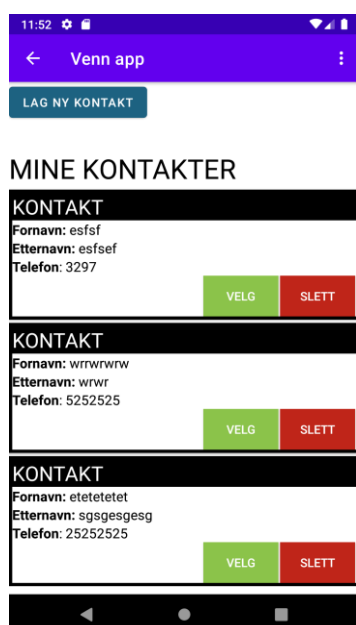 11:52
Venn app
LAG NY KONTAKT
MINE KONTAKTER
KONTAKT
Fornavn: esfsf
Etternavn: esfsef
Telefon: 3297
VELG SLETT
KONTAKT
Fornavn: wrrwrwrw
Etternavn: wrwr
Telefon: 5252525
VELG SLETT
KONTAKT
Fornavn: etetetetet
Etternavn: sgsgesgesg
Telefon: 25252525
VELG SLETT